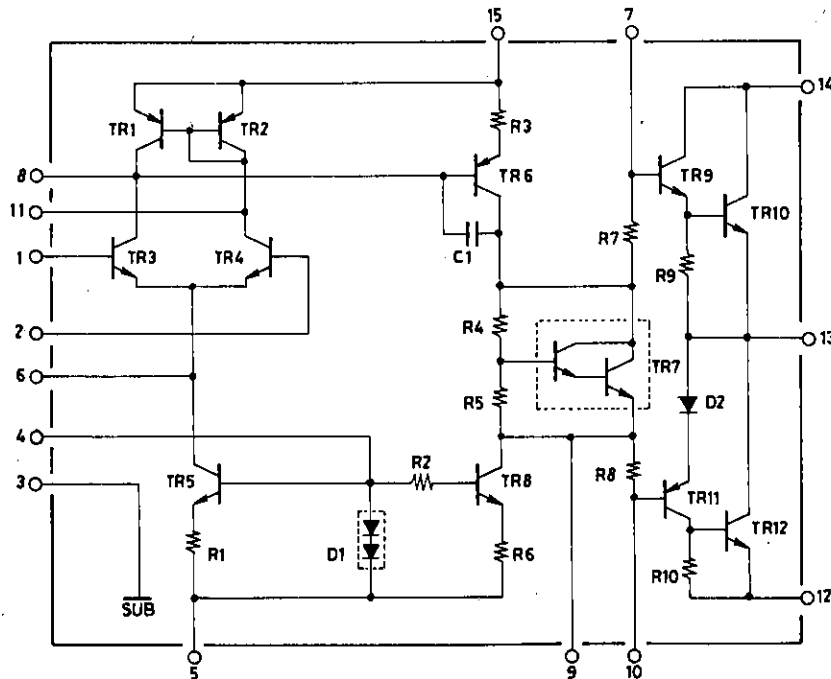 15 7
14
TR1 TR2 R3
8 TR6 TR9
11 TR10
1 TR3 TR4 C1 R7 R9
2 R4 13
6 TR7
R5 D2
4 R2
3 TR5 TR8 R8 TR11
TR12
R1 D1 R6
R10
SUB 12
5 9 10